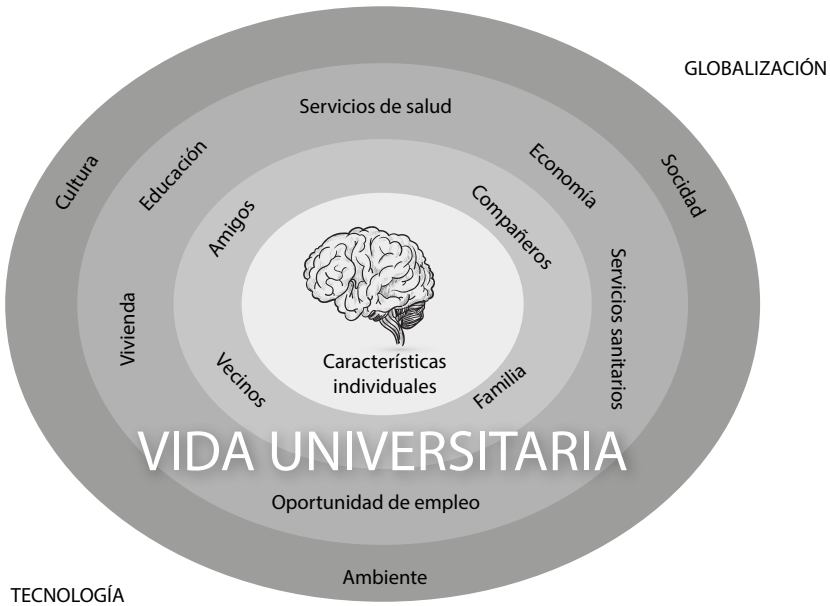 GLOBALIZACIÓN
Servicios de salud
Cultura
Educación
Economía
Socidad
Amigos
Compañeros
Vivienda
Servicios sanitarios
Características
individuales
Vecinos
Familia
VIDA UNIVERSITARIA
Oportunidad de empleo
Ambiente
TECNOLOGÍA